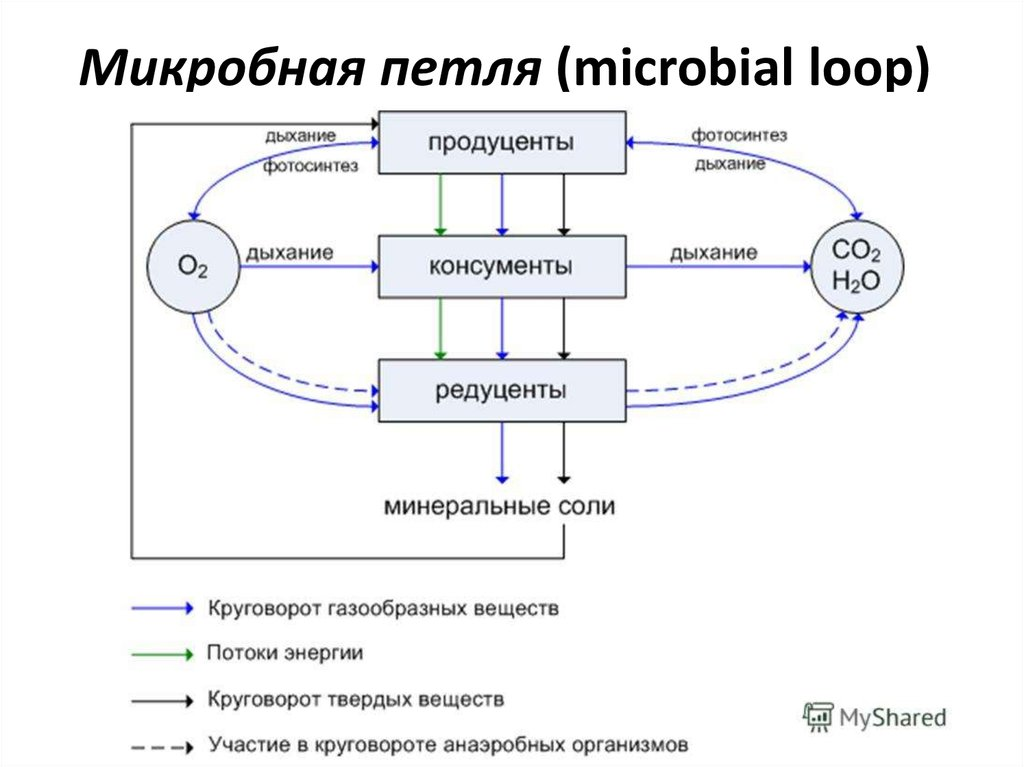 Микробная петля (microbial loop)
дыхание
продуценты
фотосинтез
фотосинтез
дыхание
O₂
дыхание
консументы
дыхание
CO₂
H₂O
редуценты
минеральные соли
Круговорот газообразных веществ
Потоки энергии
Круговорот твердых веществ
Участие в круговороте анаэробных организмов
MyShared